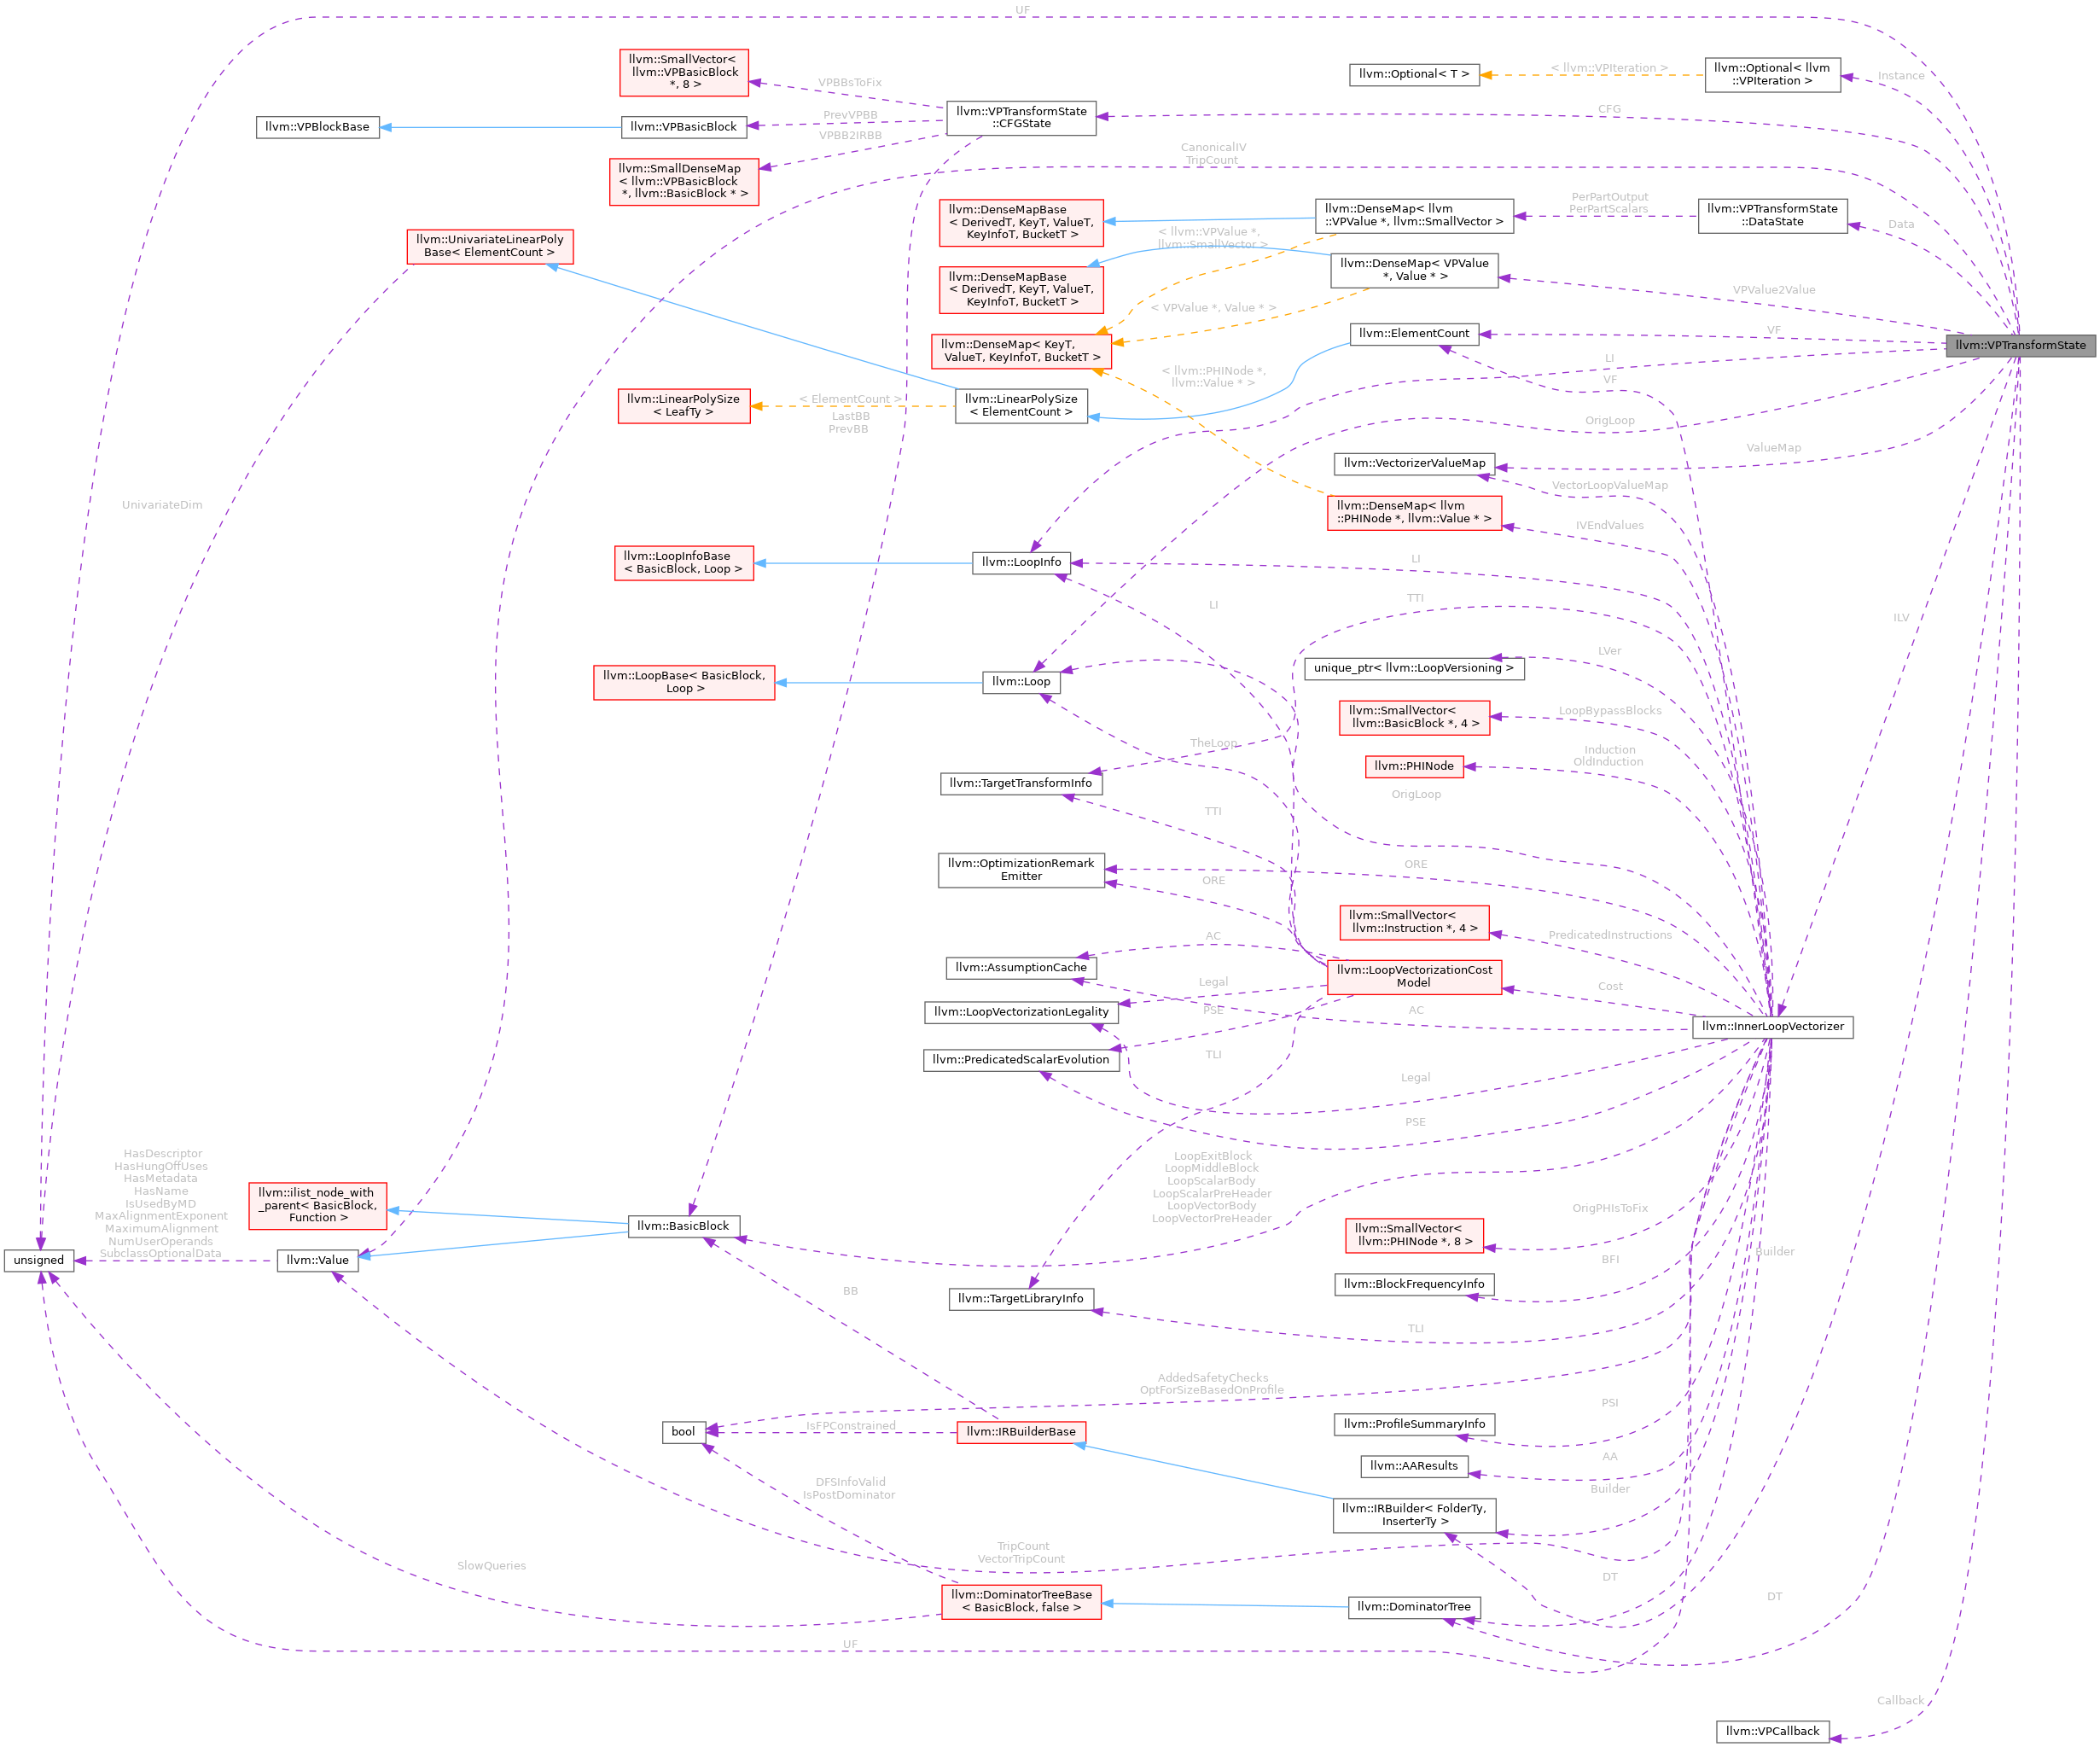 UF
llvm::SmallVector<
llvm::VPBasicBlock
*, 8 >
VPBBsToFix
llvm::Optional< T >
< llvm::VPIteration >
llvm::Optional< llvm
::VPIteration >
Instance
llvm::VPBlockBase
llvm::VPBasicBlock
PrevVPBB
VPBB2IRBB
llvm::VPTransformState
::CFGState
CFG
llvm::SmallDenseMap
< llvm::VPBasicBlock
*, llvm::BasicBlock * >
CanonicalIV
TripCount
llvm::DenseMapBase
< DerivedT, KeyT, ValueT,
KeyInfoT, BucketT >
llvm::DenseMap< llvm
::VPValue *, llvm::SmallVector >
PerPartOutput
PerPartScalars
llvm::VPTransformState
::DataState
Data
llvm::UnivariateLinearPoly
Base< ElementCount >
< llvm::VPValue *,
llvm::SmallVector >
llvm::DenseMapBase
< DerivedT, KeyT, ValueT,
KeyInfoT, BucketT >
llvm::DenseMap< VPValue
*, Value * >
VPValue2Value
< VPValue *, Value * >
llvm::DenseMap< KeyT,
ValueT, KeyInfoT, BucketT >
llvm::ElementCount
VF
llvm::VPTransformState
LI
VF
< llvm::PHINode *,
llvm::Value * >
llvm::LinearPolySize
< LeafTy >
< ElementCount >
LastBB
PrevBB
llvm::LinearPolySize
< ElementCount >
OrigLoop
ValueMap
llvm::VectorizerValueMap
VectorLoopValueMap
UnivariateDim
llvm::DenseMap< llvm
::PHINode *, llvm::Value * >
IVEndValues
llvm::LoopInfoBase
< BasicBlock, Loop >
llvm::LoopInfo
LI
LI
TTI
ILV
llvm::LoopBase< BasicBlock,
Loop >
llvm::Loop
unique_ptr< llvm::LoopVersioning >
LVer
llvm::SmallVector<
llvm::BasicBlock *, 4 >
LoopBypassBlocks
TheLoop
llvm::PHINode
Induction
OldInduction
llvm::TargetTransformInfo
OrigLoop
TTI
llvm::OptimizationRemark
Emitter
ORE
ORE
llvm::SmallVector<
llvm::Instruction *, 4 >
PredicatedInstructions
AC
llvm::AssumptionCache
llvm::LoopVectorizationCost
Model
Legal
Cost
llvm::LoopVectorizationLegality
PSE
AC
llvm::InnerLoopVectorizer
llvm::PredicatedScalarEvolution
TLI
Legal
PSE
HasDescriptor
HasHungOffUses
HasMetadata
HasName
IsUsedByMD
MaxAlignmentExponent
MaximumAlignment
NumUserOperands
SubclassOptionalData
LoopExitBlock
LoopMiddleBlock
LoopScalarBody
LoopScalarPreHeader
LoopVectorBody
LoopVectorPreHeader
llvm::ilist_node_with
_parent< BasicBlock,
Function >
llvm::BasicBlock
OrigPHIsToFix
llvm::SmallVector<
llvm::PHINode *, 8 >
Builder
unsigned
llvm::Value
BFI
llvm::BlockFrequencyInfo
BB
llvm::TargetLibraryInfo
TLI
AddedSafetyChecks
OptForSizeBasedOnProfile
bool
IsFPConstrained
llvm::IRBuilderBase
llvm::ProfileSummaryInfo
PSI
AA
llvm::AAResults
DFSInfoValid
IsPostDominator
Builder
llvm::IRBuilder< FolderTy,
InserterTy >
SlowQueries
TripCount
VectorTripCount
DT
llvm::DominatorTreeBase
< BasicBlock, false >
llvm::DominatorTree
DT
UF
Callback
llvm::VPCallback